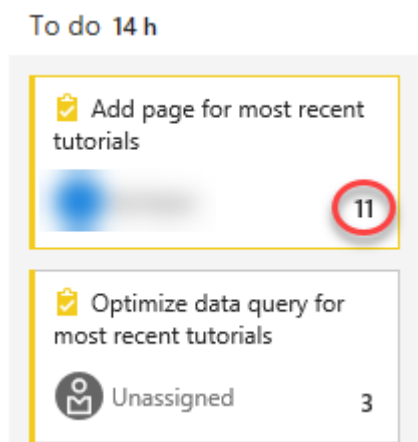 To do 14 h
Add page for most recent
tutorials
11
Optimize data query for
most recent tutorials
Unassigned 3